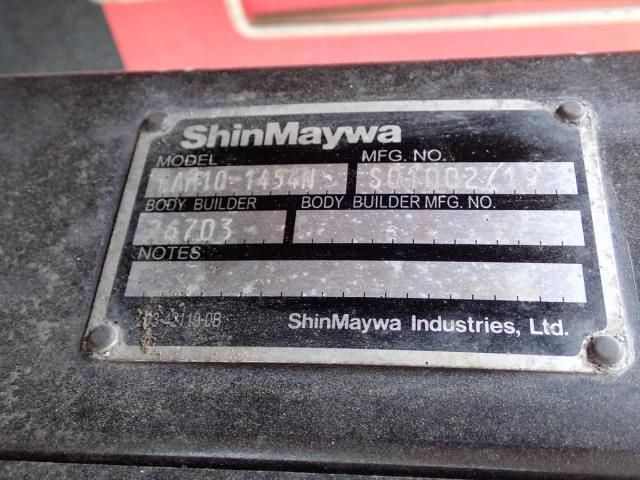 ShinMaywa
MODEL MFG. NO.
BODY BUILDER BODY BUILDER MFG. NO.
26703
NOTES
ShinMaywa Industries, Ltd.